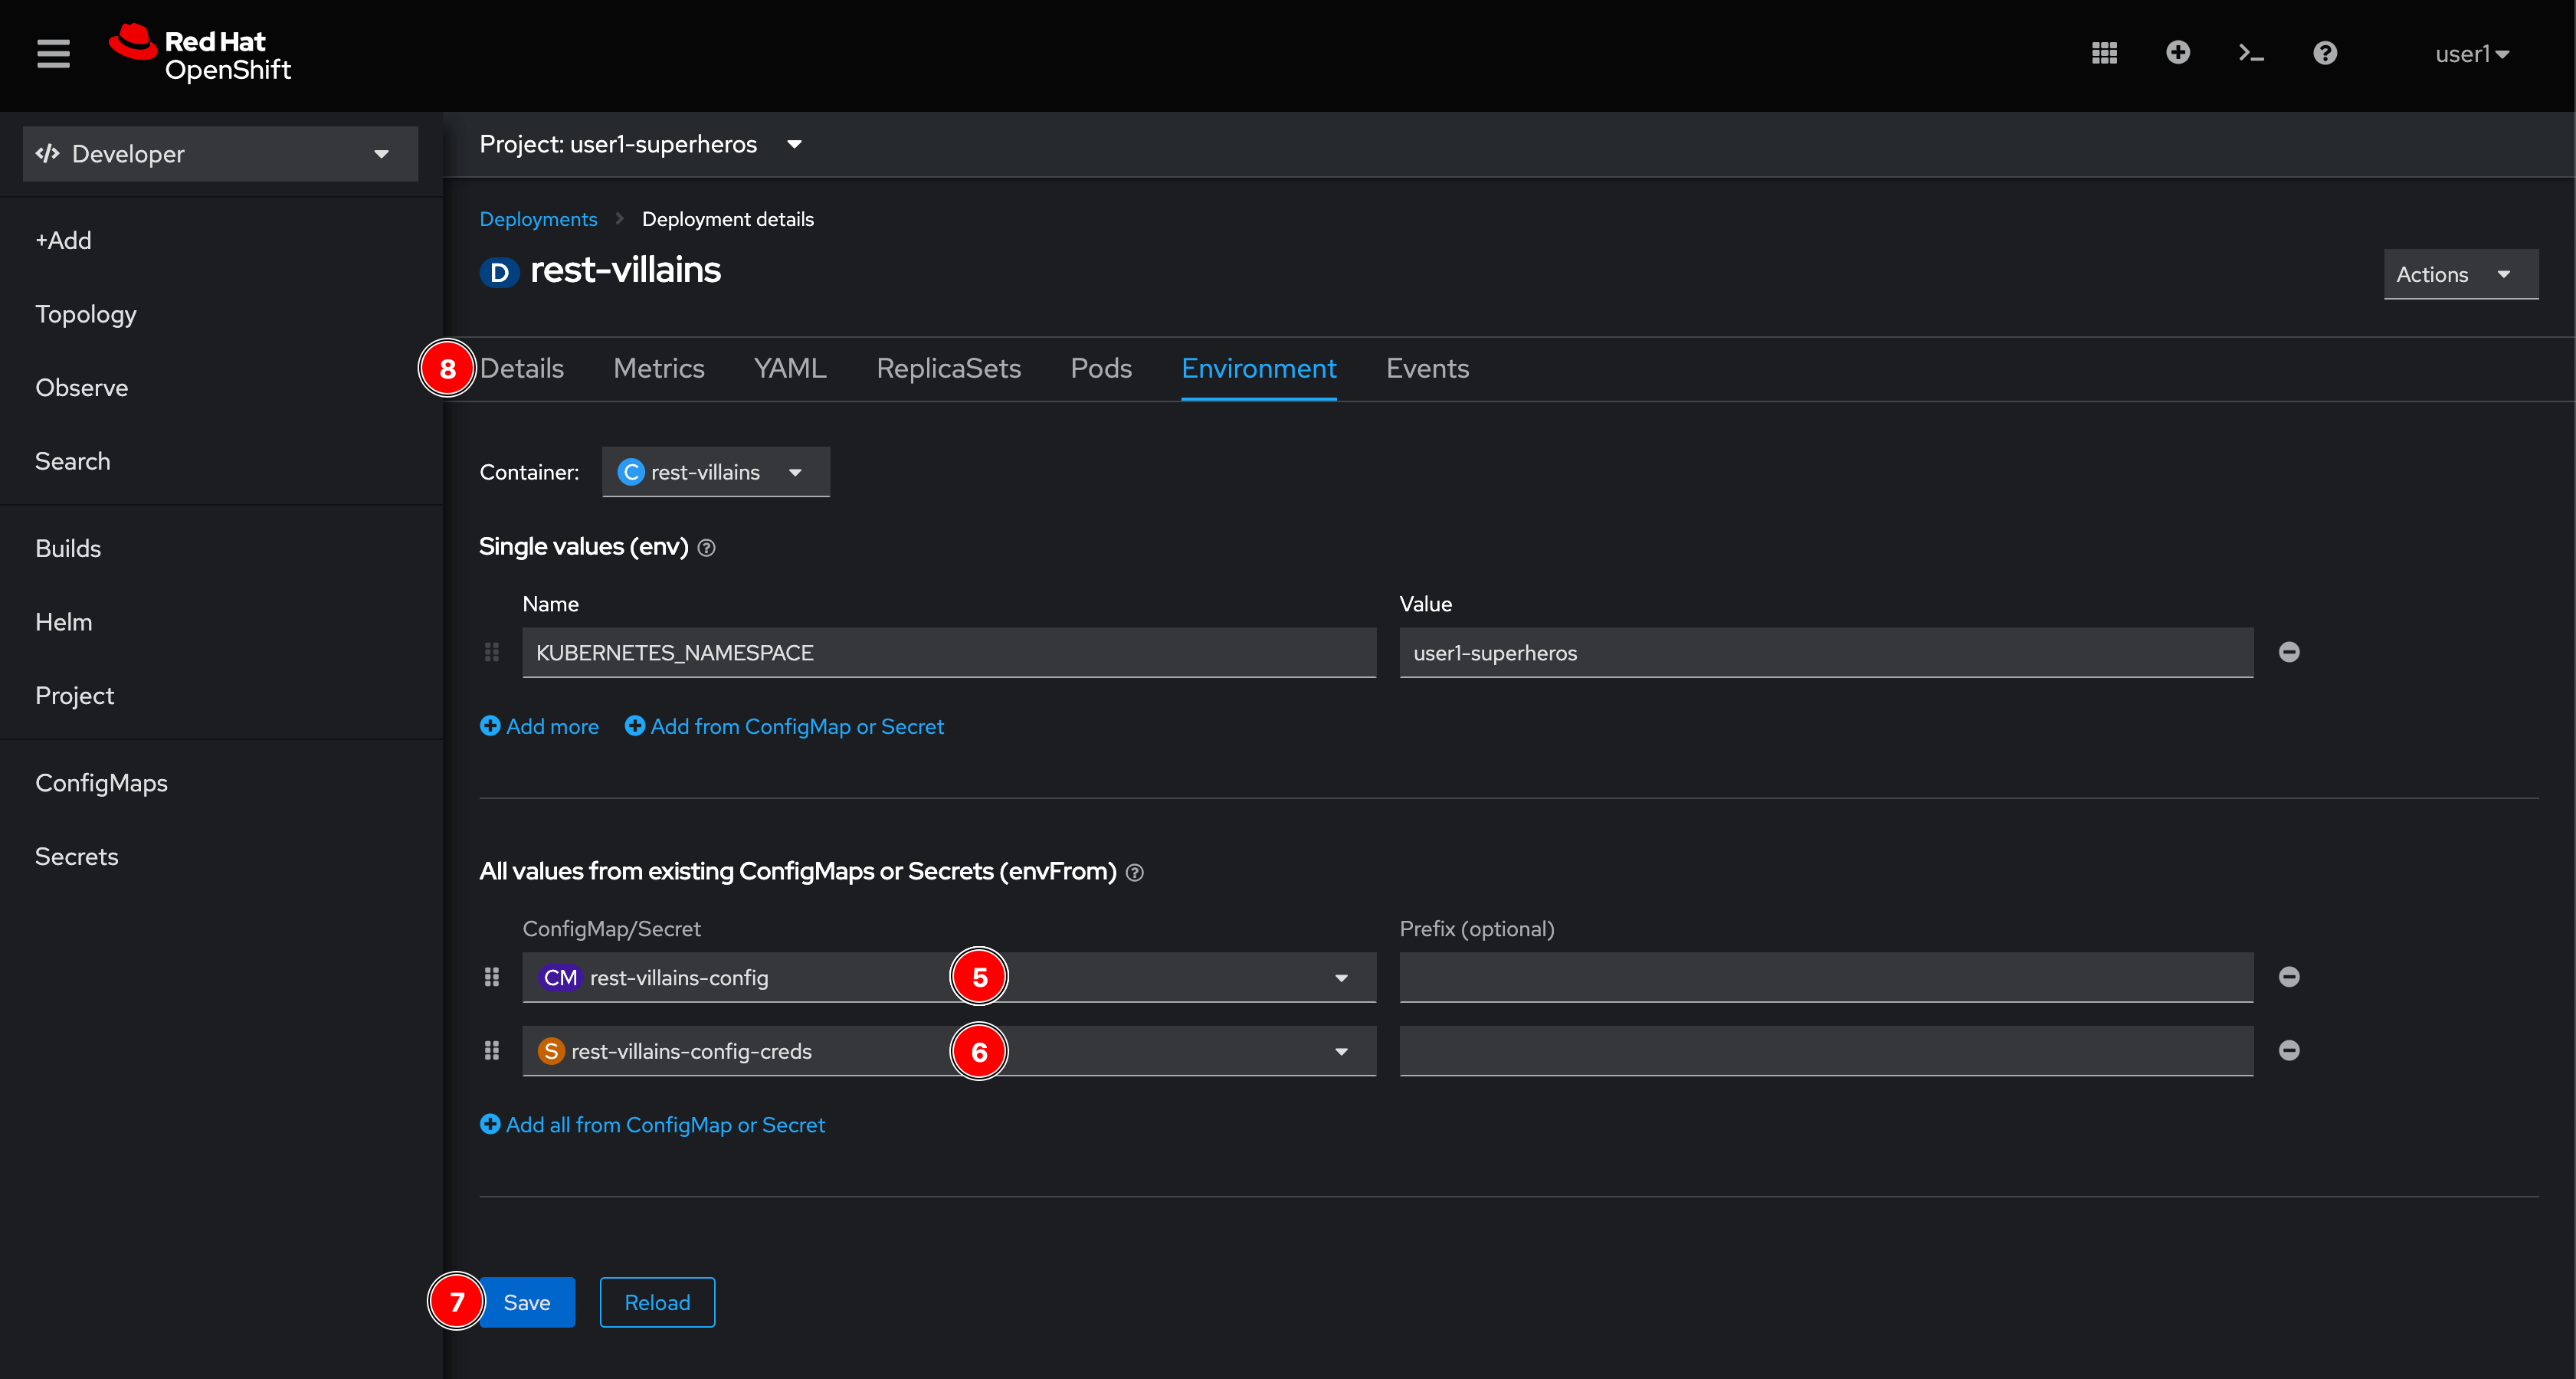 Red Hat
OpenShift
user1
Developer
Project: user1-superheros
+Add
Topology
Observe
Search
Builds
Helm
Project
ConfigMaps
Secrets
Deployments > Deployment details
D rest-villains
Actions
8 Details Metrics YAML ReplicaSets Pods Environment Events
Container: C rest-villains
Single values (env)
Name Value
KUBERNETES_NAMESPACE user1-superheros
Add more Add from ConfigMap or Secret
All values from existing ConfigMaps or Secrets (envFrom)
ConfigMap/Secret Prefix (optional)
CM rest-villains-config 5
S rest-villains-config-creds 6
Add all from ConfigMap or Secret
7 Save Reload